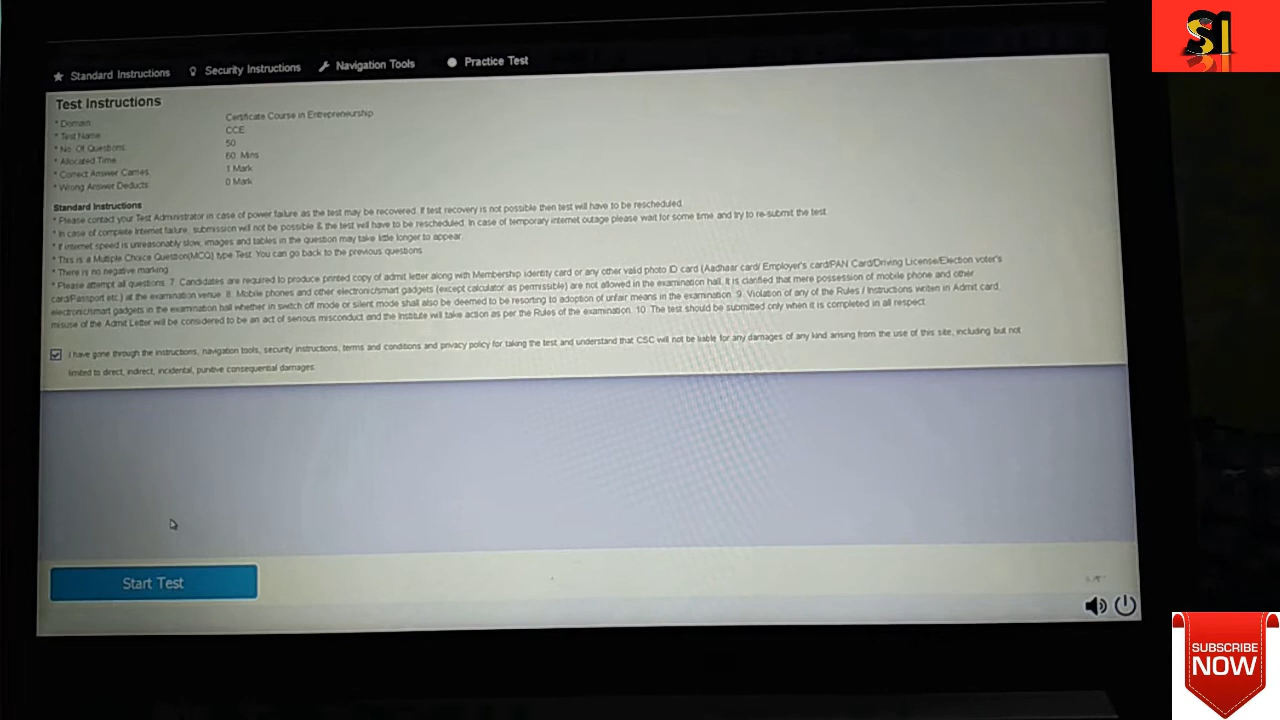 Standard Instructions
Security Instructions
Navigation Tools
Practice Test
Test Instructions
* Domain: Certificate Course in Entrepreneurship
* Test Name: CCE
* No. Of Questions: 50
* Allocated Time: 60 Mins
* Correct Answer Carries: 1 Mark
* Wrong Answer Deducts: 0 Mark
Standard Instructions
* Please contact your Test Administrator in case of power failure as the test may be recovered. If test recovery is not possible then test will have to be rescheduled.
* In case of complete Internet failure, submission will not be possible & the test will have to be rescheduled. In case of temporary internet outage please wait for some time and try to re-submit the test.
* If internet speed is unreasonably slow, images and tables in the question may take little longer to appear.
* This is a Multiple Choice Question(MCQ) type Test. You can go back to the previous questions
* There is no negative marking
* Please attempt all questions. 7. Candidates are required to produce printed copy of admit letter along with Membership identity card or any other valid photo ID card (Aadhaar card/ Employer's card/PAN Card/Driving License/Election voter's
card/Passport etc.) at the examination venue. 8. Mobile phones and other electronic/smart gadgets (except calculator as permissible) are not allowed in the examination hall. It is clarified that mere possession of mobile phone and other
electronic/smart gadgets in the examination hall whether in switch off mode or silent mode shall also be deemed to be resorting to adoption of unfair means in the examination. 9. Violation of any of the Rules / Instructions written in Admit card,
misuse of the Admit Letter will be considered to be an act of serious misconduct and the Institute will take action as per the Rules of the examination. 10. The test should be submitted only when it is completed in all respect.
I have gone through the instructions, navigation tools, security instructions, terms and conditions and privacy policy for taking the test and understand that CSC will not be liable for any damages of any kind arising from the use of this site, including but not
limited to direct, indirect, incidental, punitive consequential damages.
Start Test
S1
SUBSCRIBE
NOW